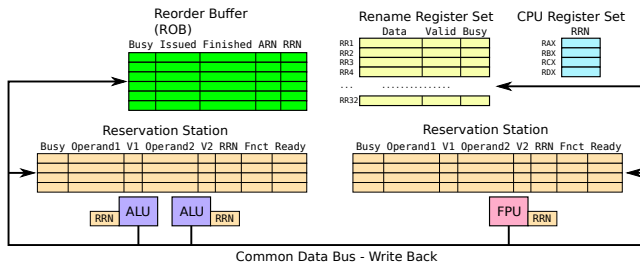 Reorder Buffer
(ROB)
Busy Issued Finished ARN RRN
Rename Register Set
Data Valid Busy
RR1
RR2
RR3
RR4
... ...............
RR32
CPU Register Set
RRN
RAX
RBX
RCX
RDX
Reservation Station
Busy Operand1 V1 Operand2 V2 RRN Fnct Ready
Reservation Station
Busy Operand1 V1 Operand2 V2 RRN Fnct Ready
RRN ALU
ALU RRN
FPU RRN
Common Data Bus - Write Back